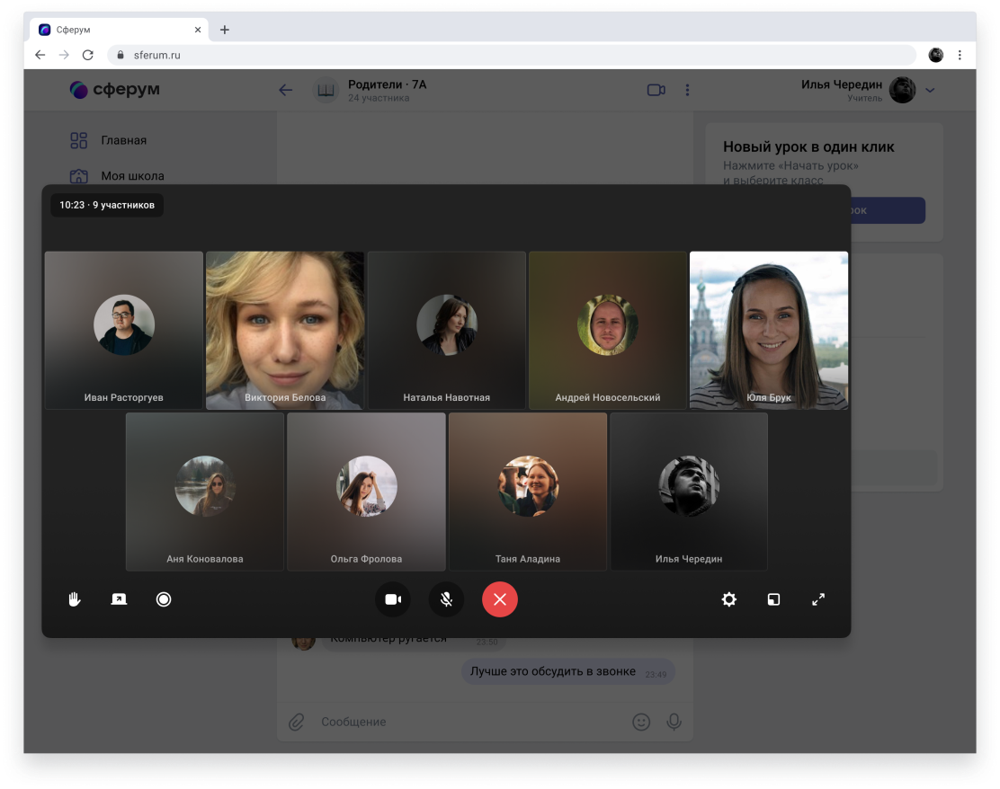 Сферум
sferum.ru
сферум
Родители · 7А
24 участника
Илья Чередин
Учитель
Главная
Моя школа
Новый урок в один клик
Нажмите «Начать урок»
и выберите класс
10:23 · 9 участников
Иван Расторгуев
Виктория Белова
Наталья Навотная
Андрей Новосельский
Юля Брук
Аня Коновалова
Ольга Фролова
Таня Аладина
Илья Чередин
Компьютер ругается
23:50
Лучше это обсудить в звонке 23:49
Сообщение